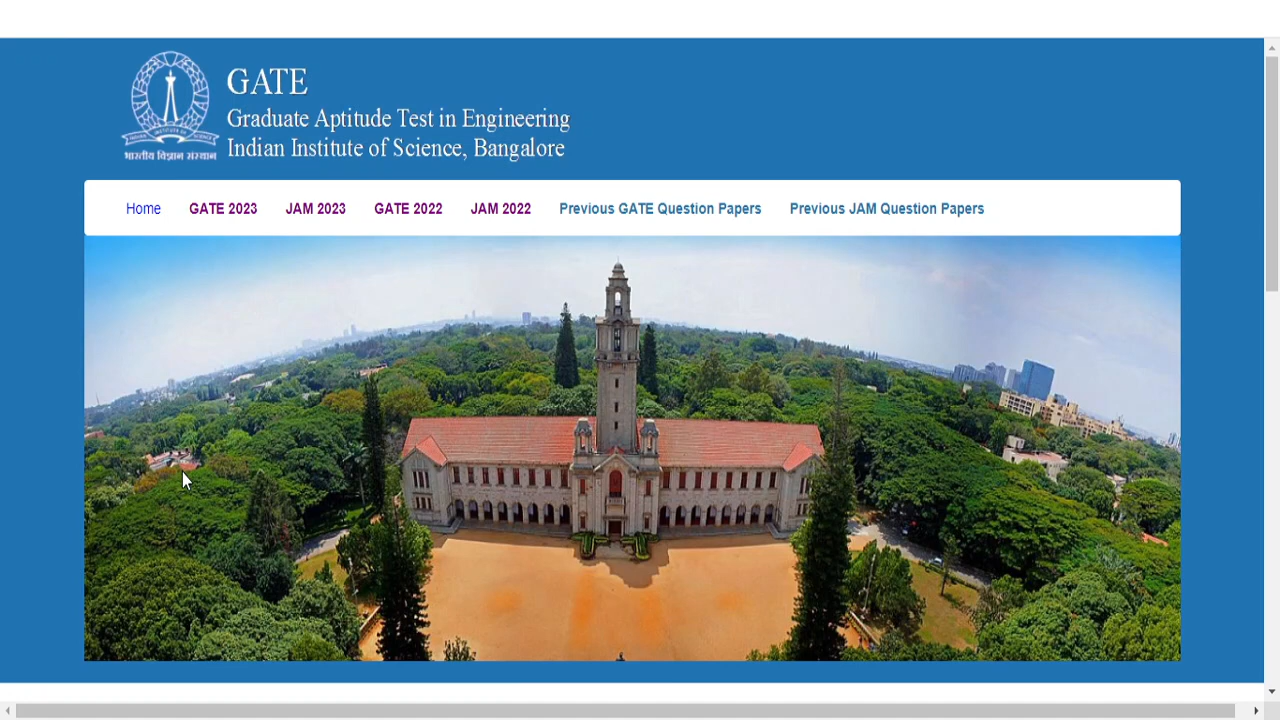 GATE
Graduate Aptitude Test in Engineering
Indian Institute of Science, Bangalore
भारतीय विज्ञान संस्थान
Home GATE 2023 JAM 2023 GATE 2022 JAM 2022 Previous GATE Question Papers Previous JAM Question Papers